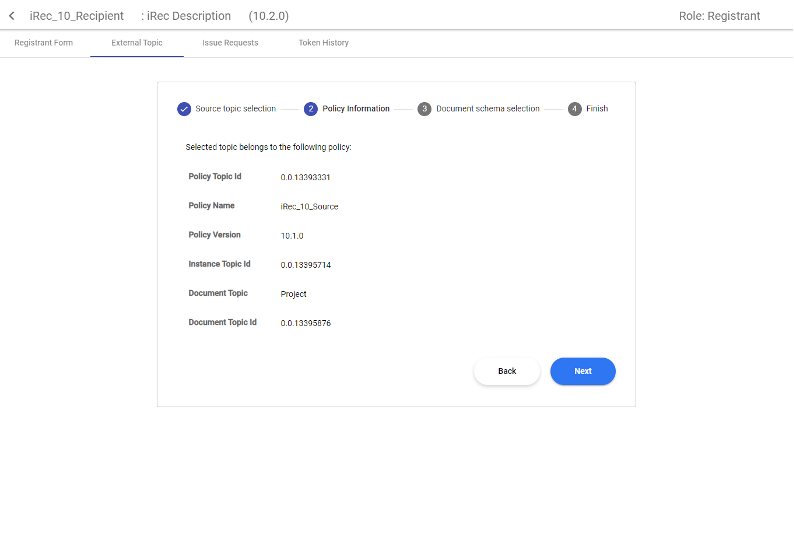 iRec_10_Recipient : iRec Description (10.2.0) Role: Registrant
Registrant Form External Topic Issue Requests Token History
Source topic selection 2 Policy Information 3 Document schema selection 4 Finish
Selected topic belongs to the following policy:
Policy Topic Id 0.0.13393331
Policy Name iRec_10_Source
Policy Version 10.1.0
Instance Topic Id 0.0.13395714
Document Topic Project
Document Topic Id 0.0.13395876
Back Next